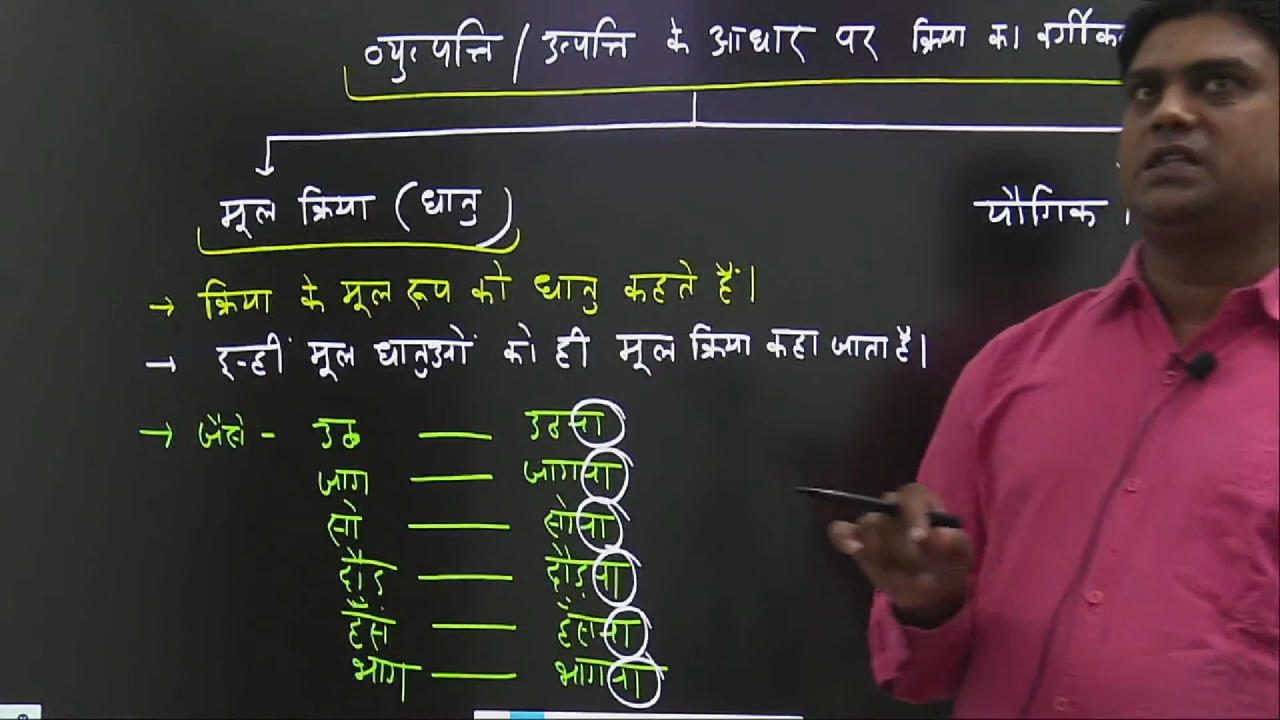 व्युत्पत्ति / उत्पत्ति के आधार पर क्रिया का वर्गीक
मूल क्रिया (धातु) यौगिक
→ क्रिया के मूल रूप को धातु कहते हैं।
→ इन्हीं मूल धातुओं को ही मूल क्रिया कहा जाता है।
→ जैसे - उठ — उठना
जाग — जागना
सो — सोना
दौड़ — दौड़ना
हँस — हँसना
भाग — भागना